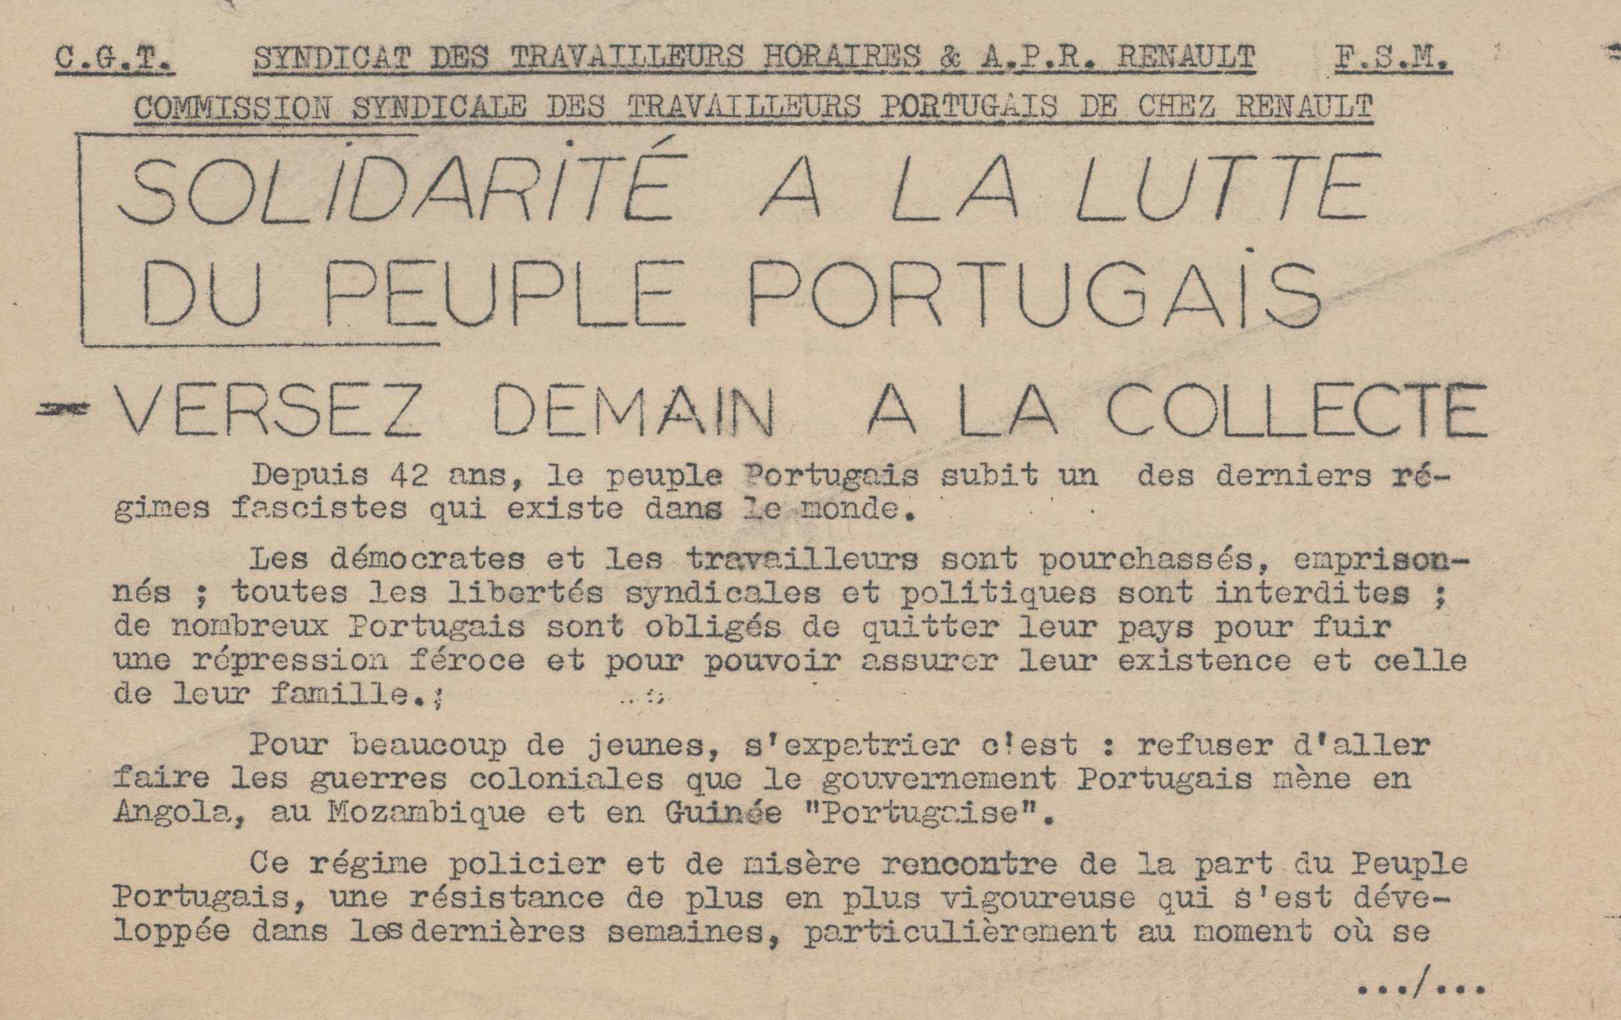 C.G.T. SYNDICAT DES TRAVAILLEURS HORAIRES & A.P.R. RENAULT F.S.M.
COMMISSION SYNDICALE DES TRAVAILLEURS PORTUGAIS DE CHEZ RENAULT
SOLIDARITÉ A LA LUTTE
DU PEUPLE PORTUGAIS
- VERSEZ DEMAIN A LA COLLECTE
Depuis 42 ans, le peuple Portugais subit un des derniers ré-
gimes fascistes qui existe dans le monde.
Les démocrates et les travailleurs sont pourchassés, emprison-
nés ; toutes les libertés syndicales et politiques sont interdites ;
de nombreux Portugais sont obligés de quitter leur pays pour fuir
une répression féroce et pour pouvoir assurer leur existence et celle
de leur famille.;
Pour beaucoup de jeunes, s'expatrier c'est : refuser d'aller
faire les guerres coloniales que le gouvernement Portugais mène en
Angola, au Mozambique et en Guinée "Portugaise".
Ce régime policier et de misère rencontre de la part du Peuple
Portugais, une résistance de plus en plus vigoureuse qui s'est déve-
loppée dans les dernières semaines, particulièrement au moment où se
.../...